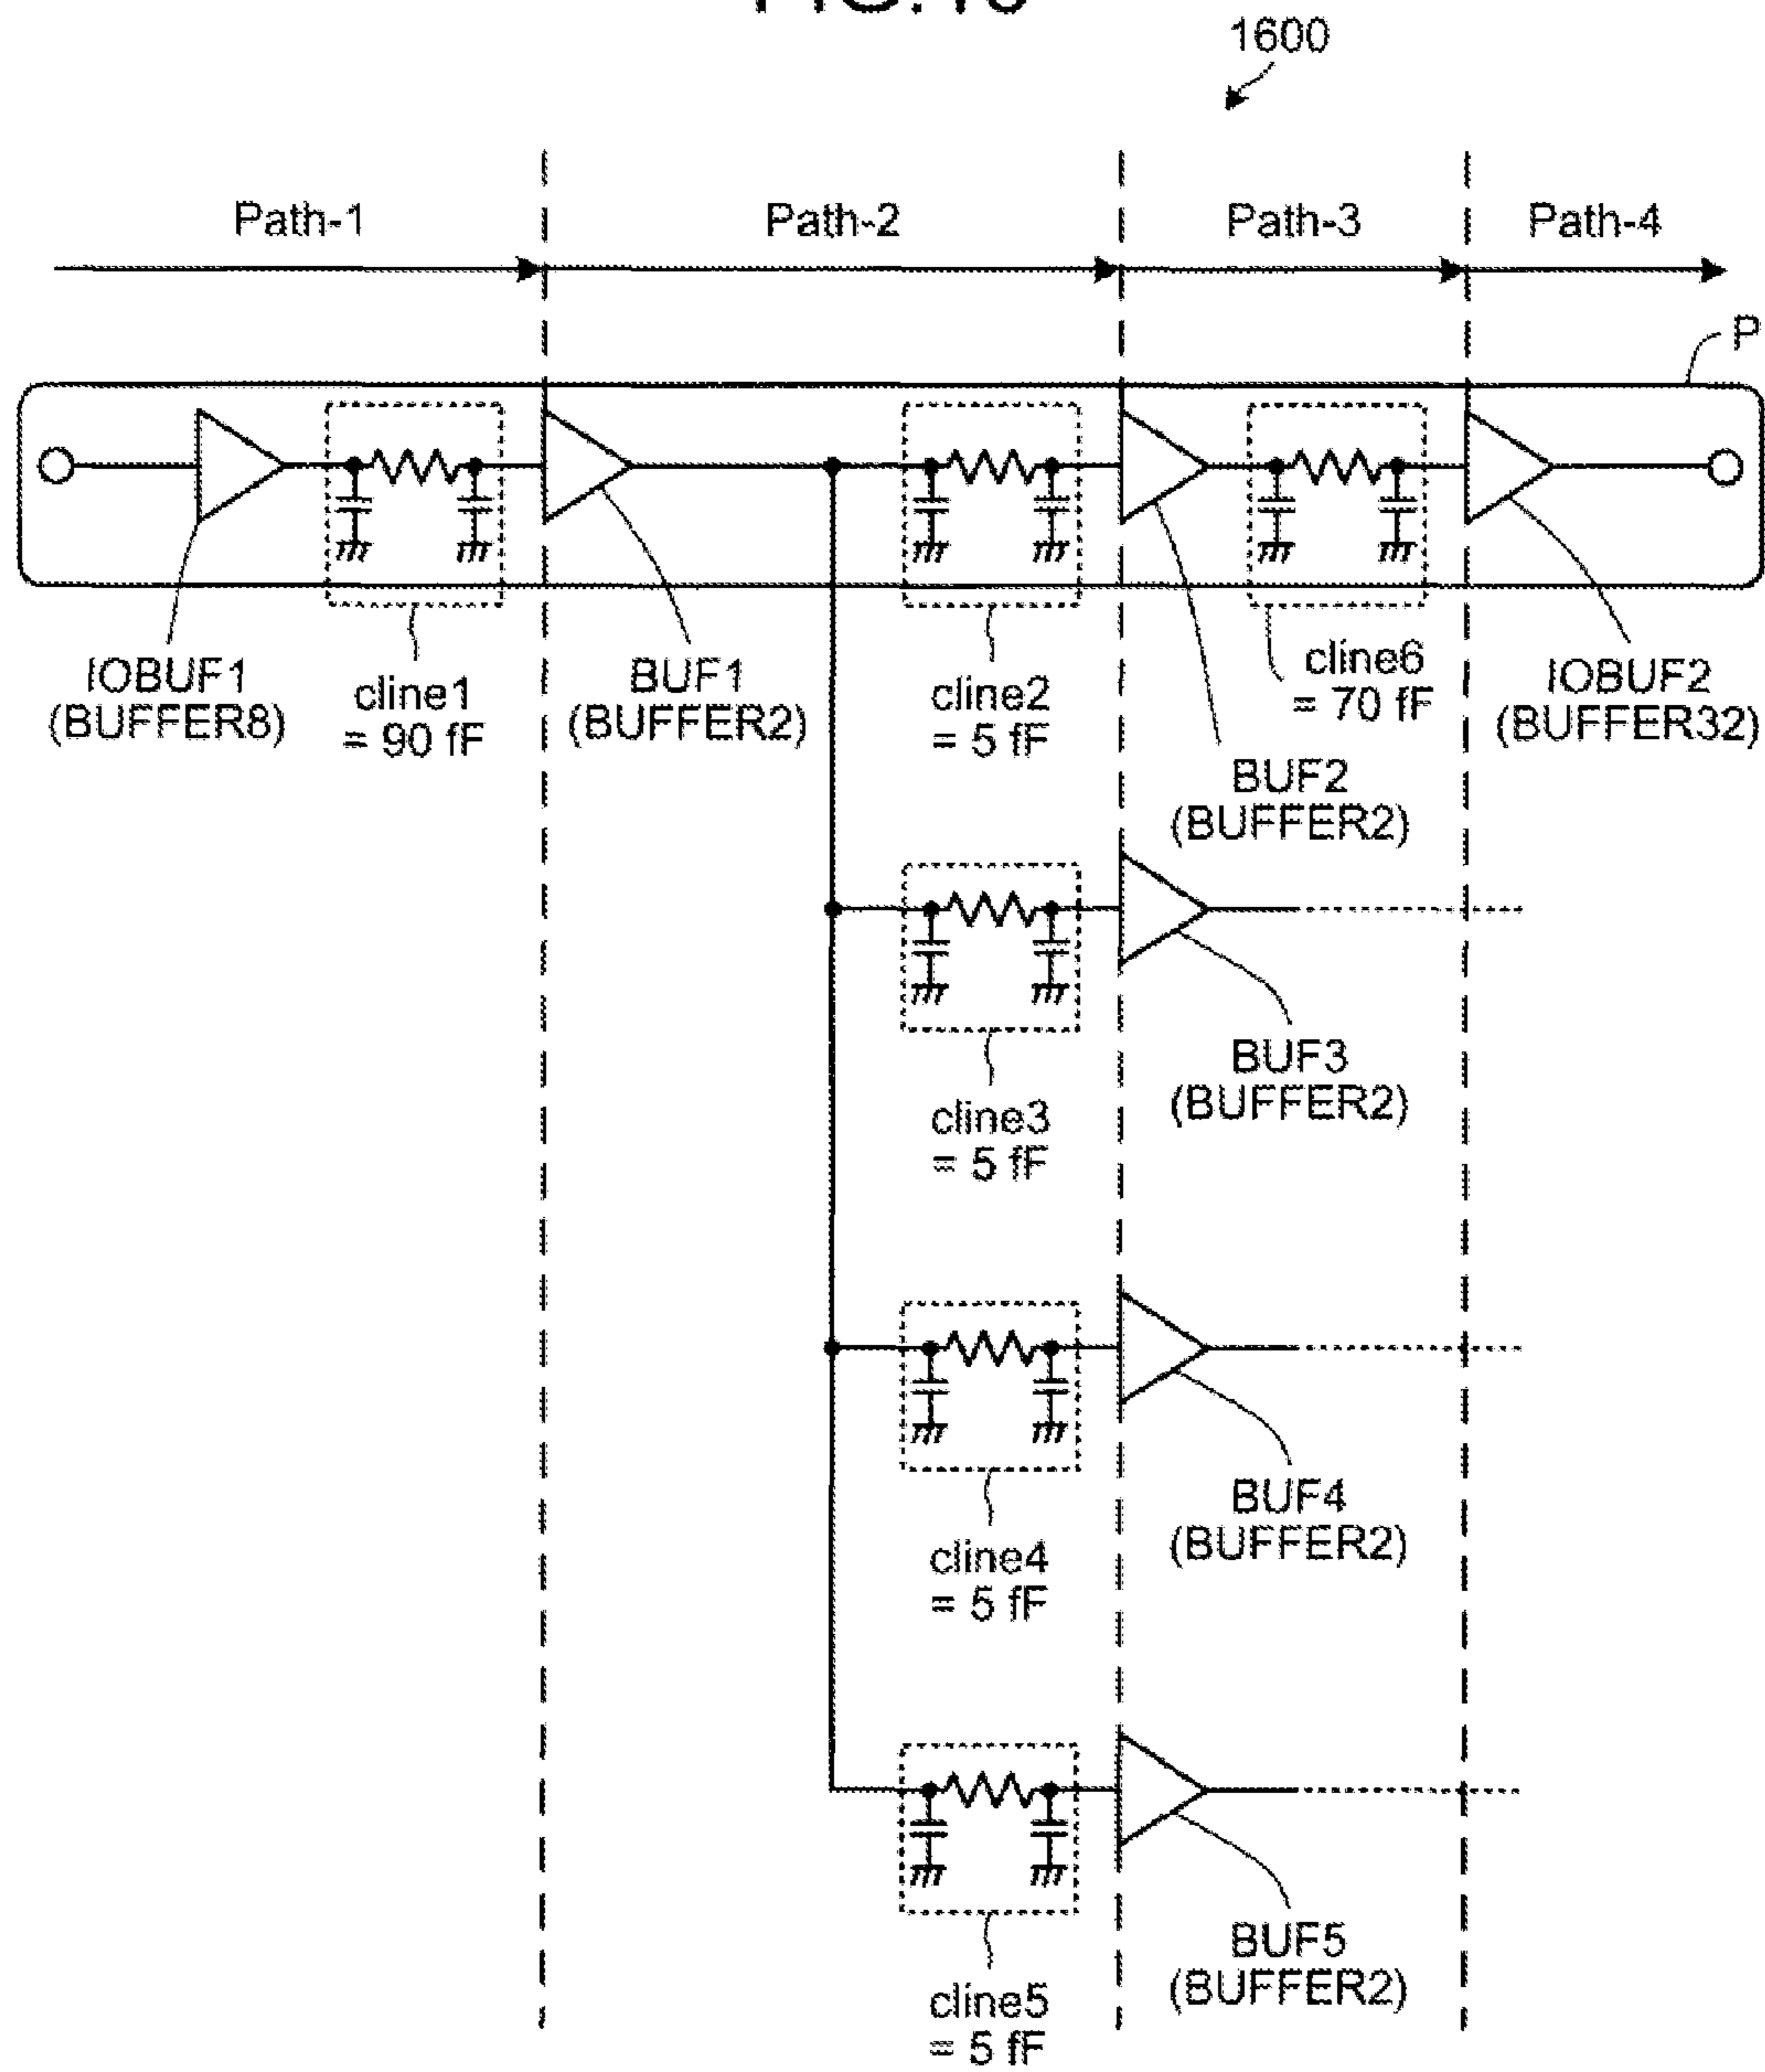 1600
Path-1
Path-2
Path-3
Path-4
P
IOBUF1
(BUFFER8)
cline1
= 90 fF
BUF1
(BUFFER2)
cline2
= 5 fF
cline6
= 70 fF
IOBUF2
(BUFFER32)
BUF2
(BUFFER2)
cline3
= 5 fF
BUF3
(BUFFER2)
cline4
= 5 fF
BUF4
(BUFFER2)
cline5
= 5 fF
BUF5
(BUFFER2)